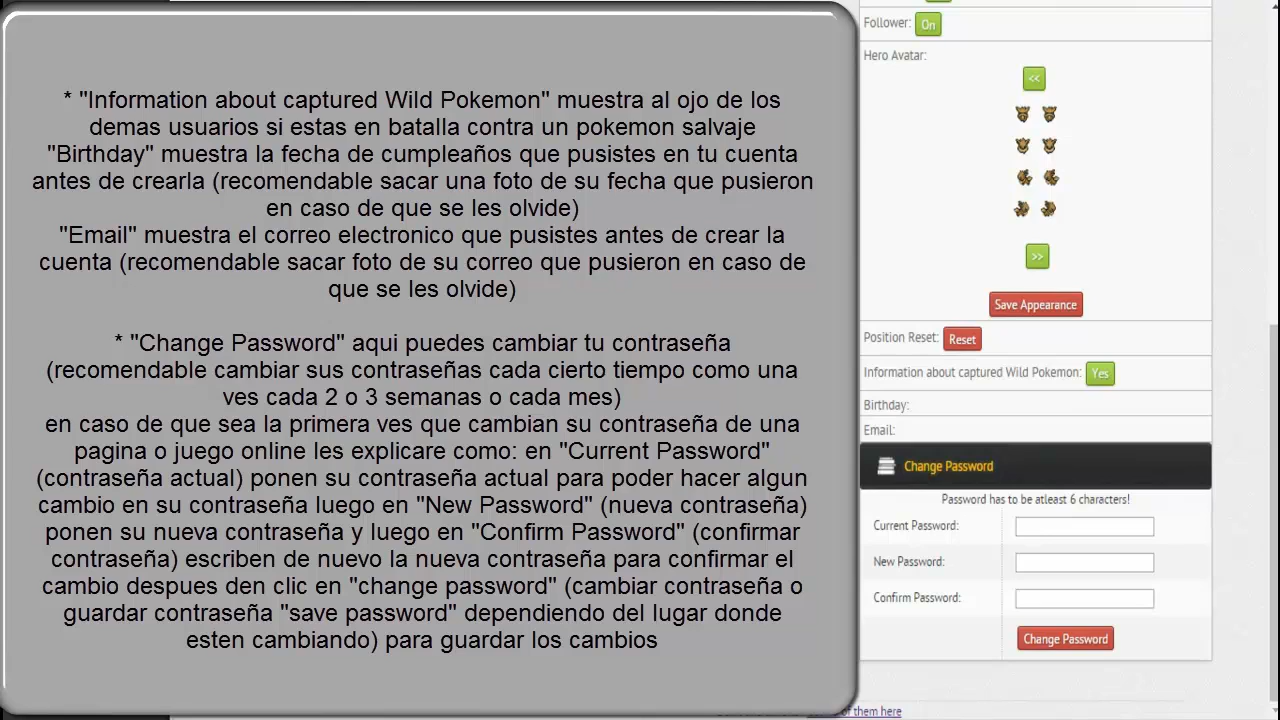 * "Information about captured Wild Pokemon" muestra al ojo de los
demas usuarios si estas en batalla contra un pokemon salvaje
"Birthday" muestra la fecha de cumpleaños que pusistes en tu cuenta
antes de crearla (recomendable sacar una foto de su fecha que pusieron
en caso de que se les olvide)
"Email" muestra el correo electronico que pusistes antes de crear la
cuenta (recomendable sacar foto de su correo que pusieron en caso de
que se les olvide)
* "Change Password" aqui puedes cambiar tu contraseña
(recomendable cambiar sus contraseñas cada cierto tiempo como una
ves cada 2 o 3 semanas o cada mes)
en caso de que sea la primera ves que cambian su contraseña de una
pagina o juego online les explicare como: en "Current Password"
(contraseña actual) ponen su contraseña actual para poder hacer algun
cambio en su contraseña luego en "New Password" (nueva contraseña)
ponen su nueva contraseña y luego en "Confirm Password" (confirmar
contraseña) escriben de nuevo la nueva contraseña para confirmar el
cambio despues den clic en "change password" (cambiar contraseña o
guardar contraseña "save password" dependiendo del lugar donde
esten cambiando) para guardar los cambios
Follower: On
Hero Avatar:
<<
>>
Save Appearance
Position Reset: Reset
Information about captured Wild Pokemon: Yes
Birthday:
Email:
Change Password
Password has to be atleast 6 characters!
Current Password:
New Password:
Confirm Password:
Change Password
of them here